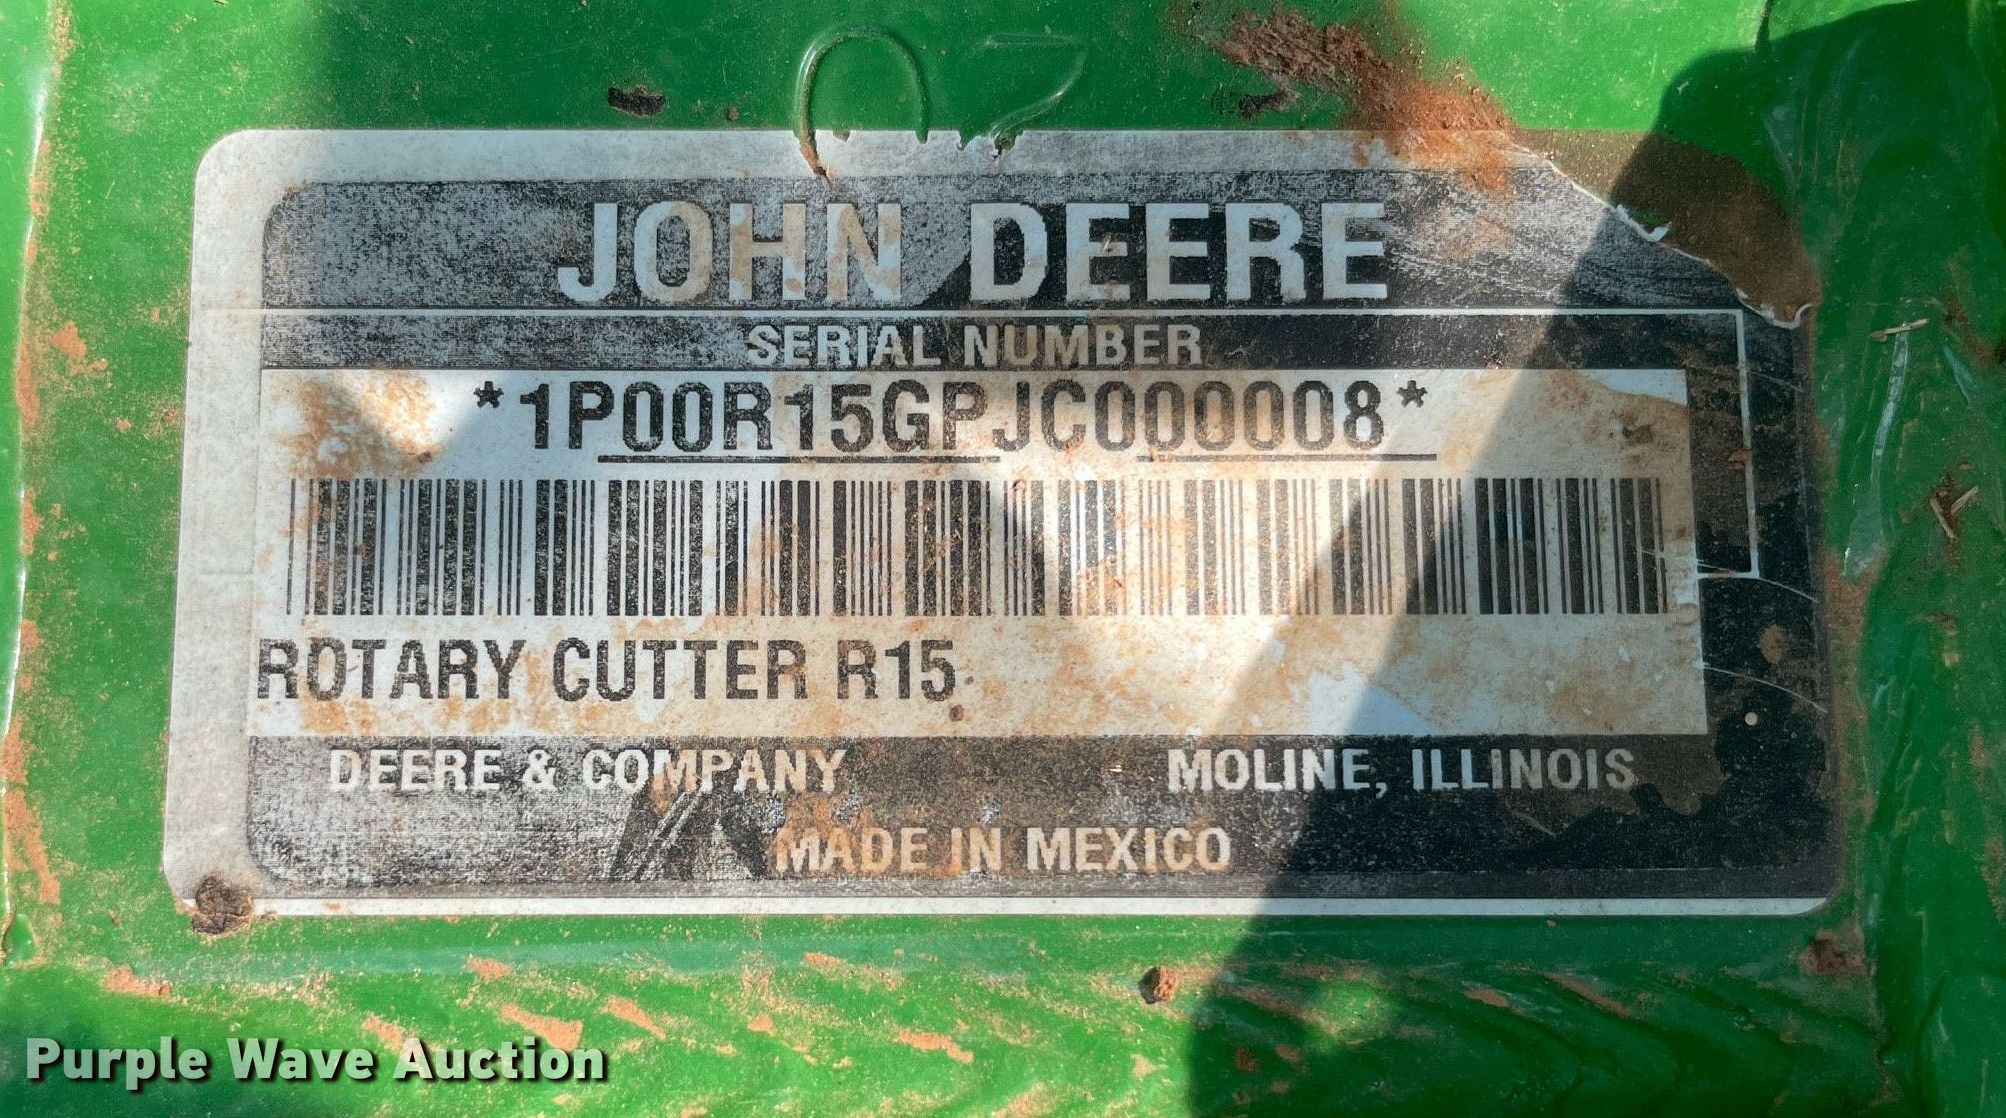 JOHN DEERE
SERIAL NUMBER
*1P00R15GPJC000008*
ROTARY CUTTER R15
DEERE & COMPANY MOLINE, ILLINOIS
MADE IN MEXICO
Purple Wave Auction